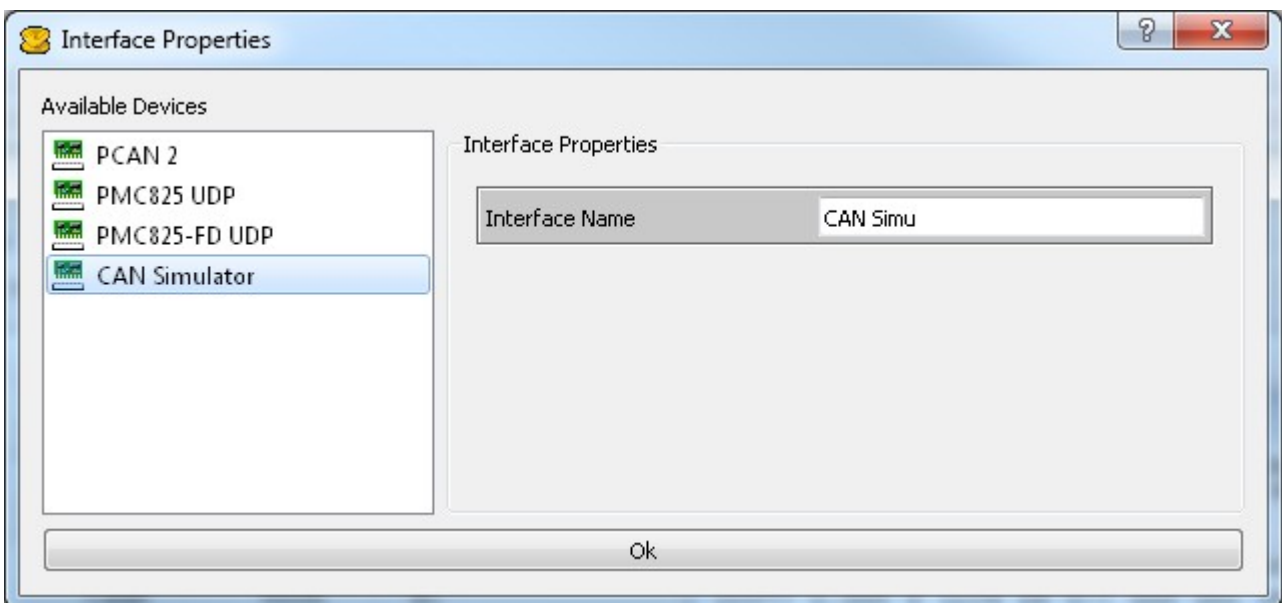 Interface Properties
Available Devices
PCAN 2
PMC825 UDP
PMC825-FD UDP
CAN Simulator
Interface Properties
Interface Name CAN Simu
Ok